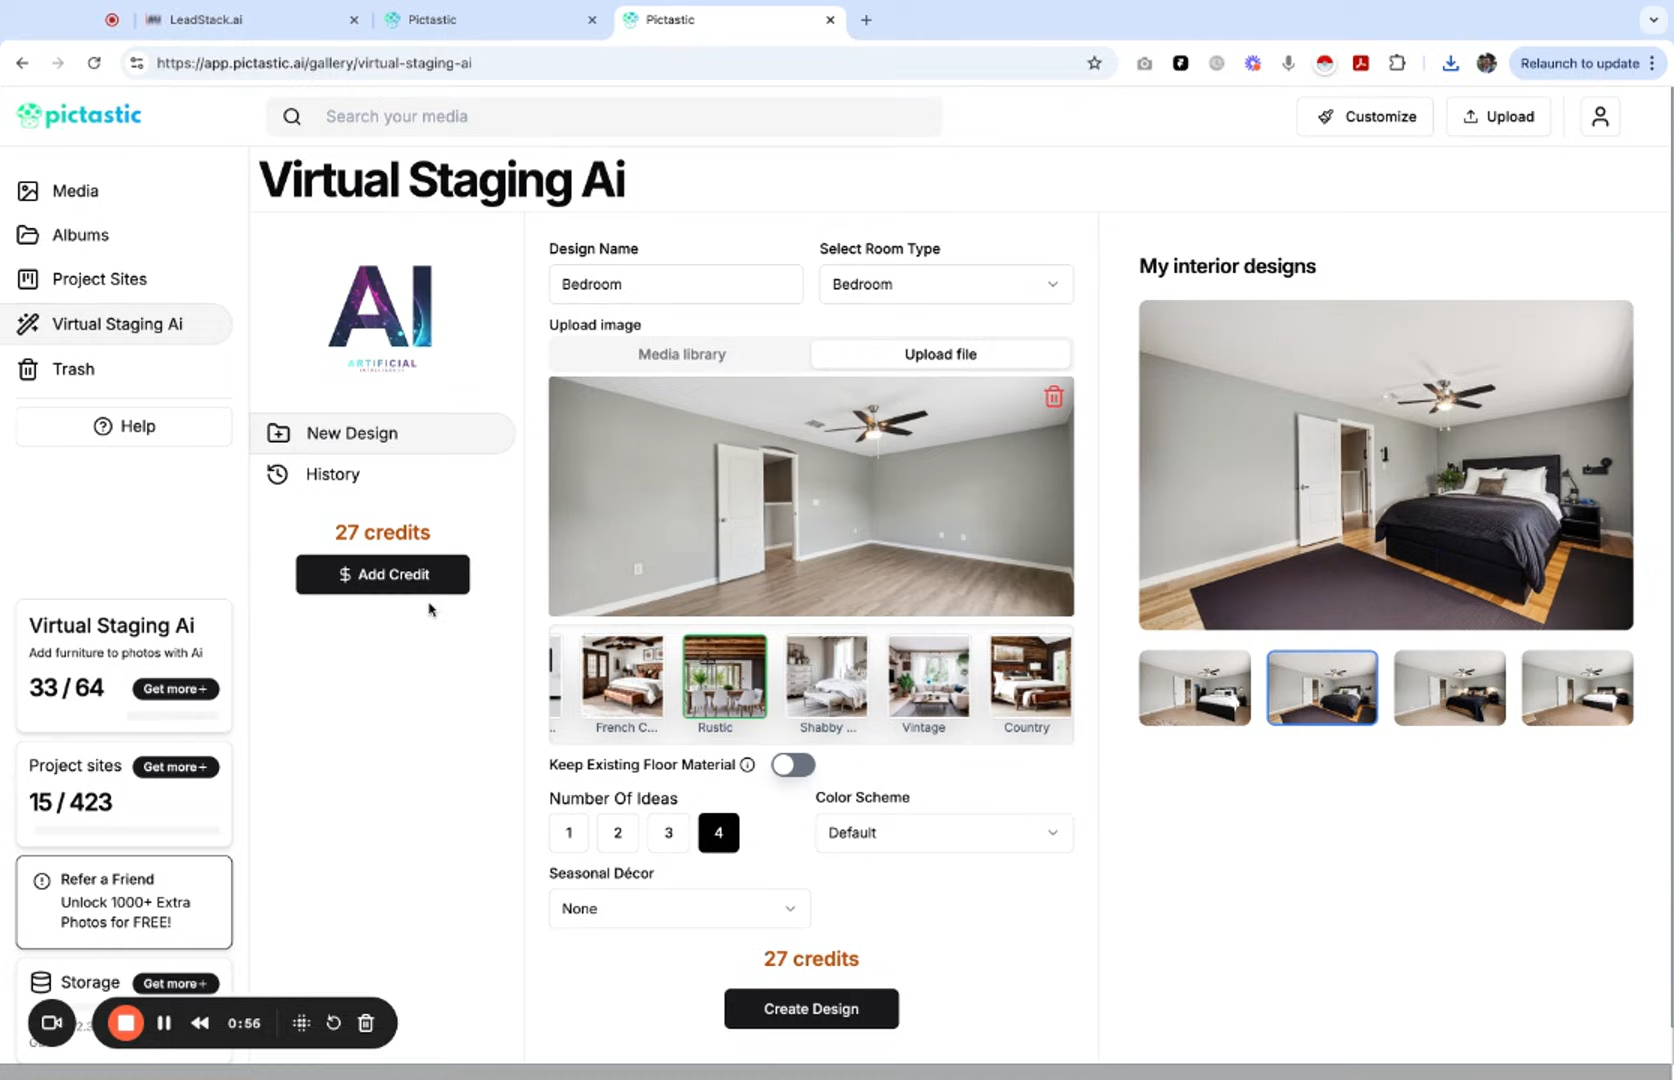 LeadStack.ai
Pictastic
Pictastic
https://app.pictastic.ai/gallery/virtual-staging-ai
Relaunch to update
pictastic
Search your media
Customize
Upload
Media
Albums
Project Sites
Virtual Staging Ai
Trash
Help
Virtual Staging Ai
Add furniture to photos with Ai
33 / 64
Get more+
Project sites
Get more+
15 / 423
Refer a Friend
Unlock 1000+ Extra
Photos for FREE!
Storage
Get more+
0:56
Virtual Staging Ai
AI
ARTIFICIAL
New Design
History
27 credits
$ Add Credit
Design Name
Select Room Type
Bedroom
Bedroom
Upload image
Media library
Upload file
..
French C...
Rustic
Shabby ...
Vintage
Country
Keep Existing Floor Material
Number Of Ideas
Color Scheme
1
2
3
4
Default
Seasonal Décor
None
27 credits
Create Design
My interior designs